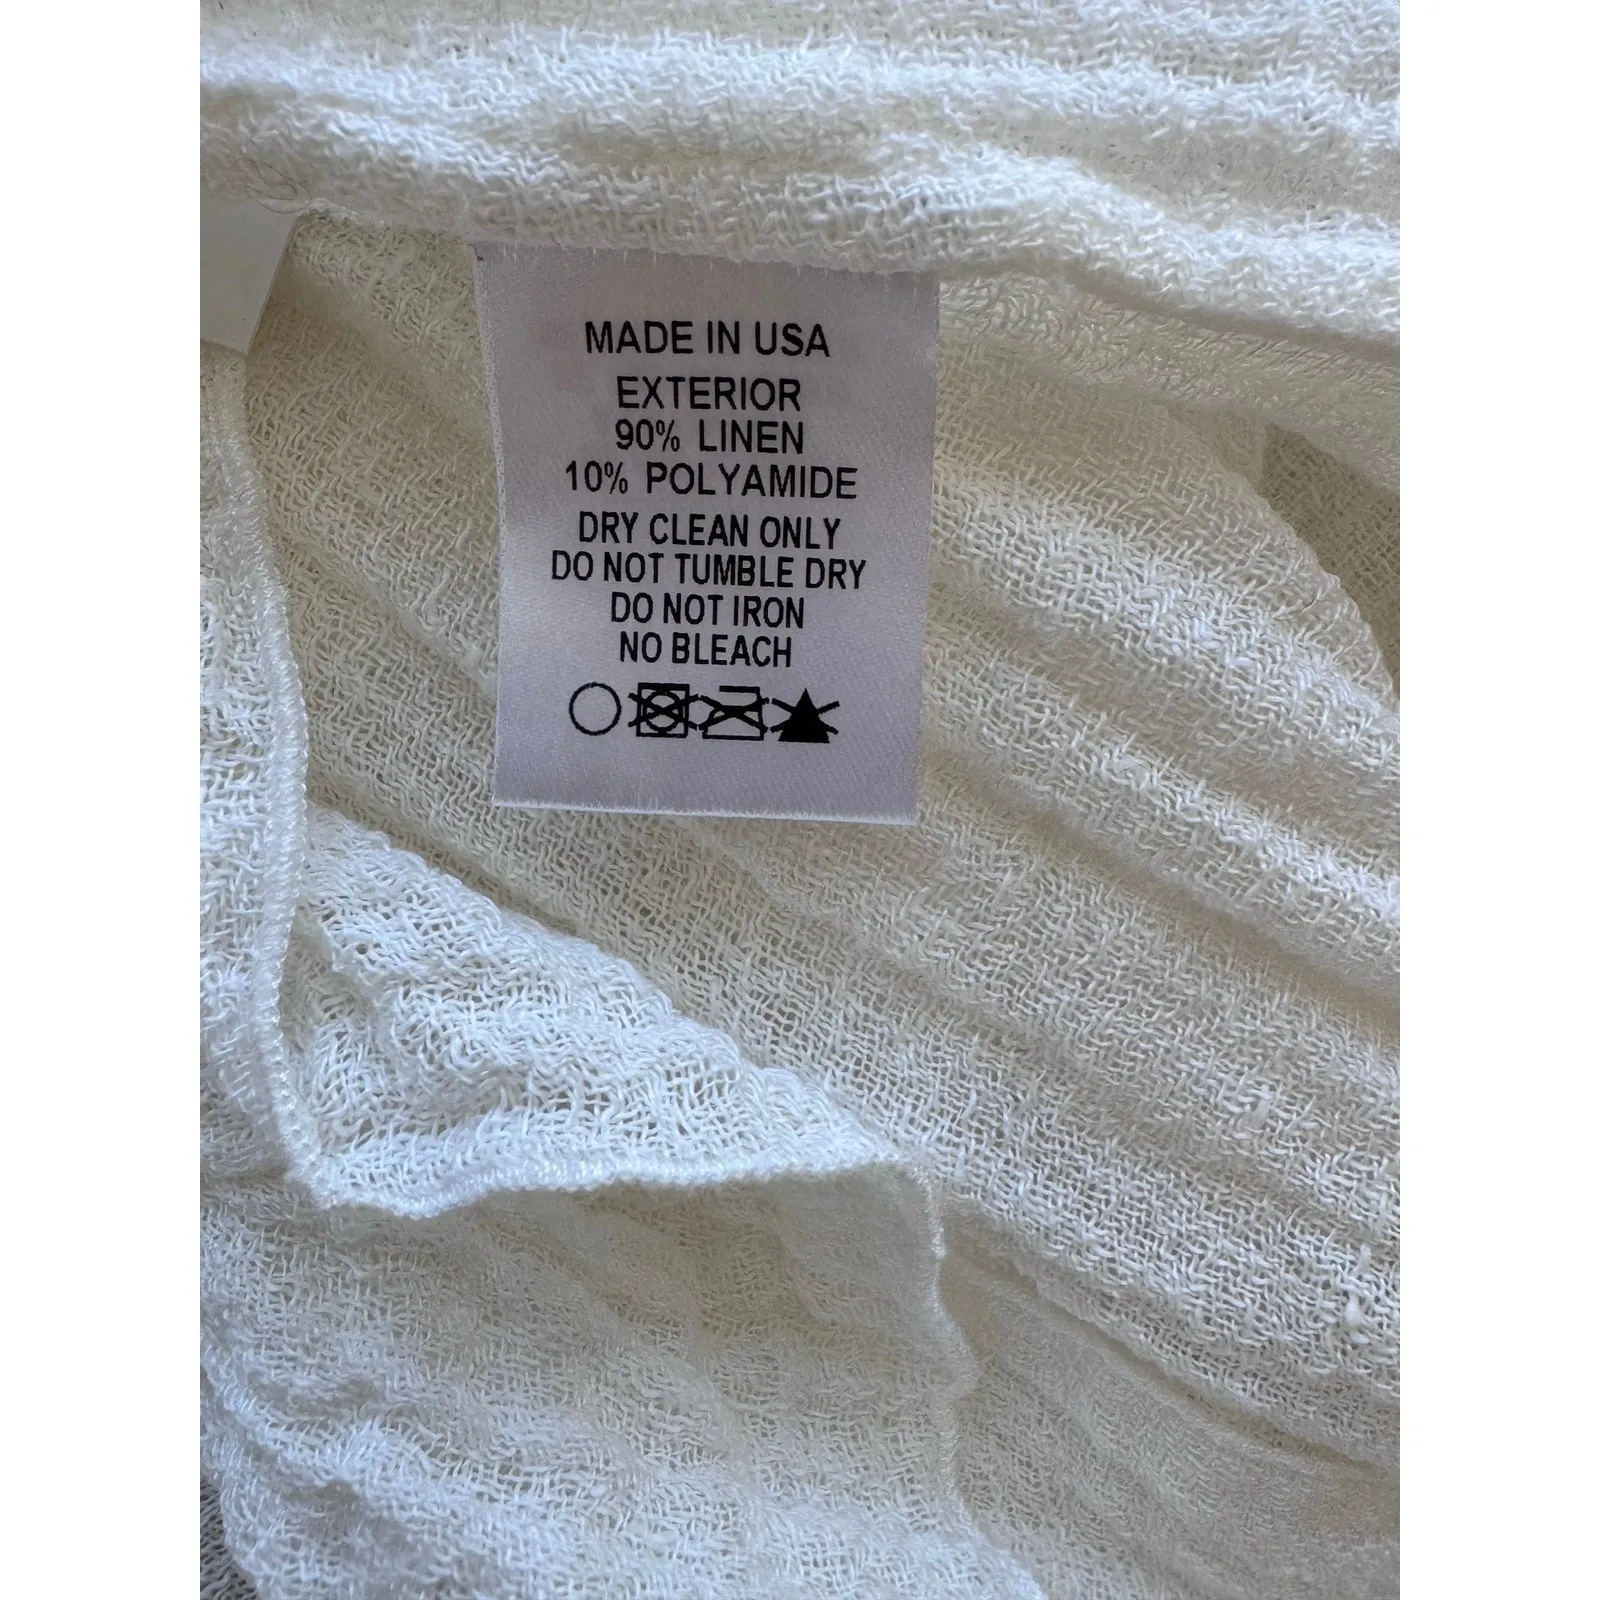 MADE IN USA
EXTERIOR
90% LINEN
10% POLYAMIDE
DRY CLEAN ONLY
DO NOT TUMBLE DRY
DO NOT IRON
NO BLEACH